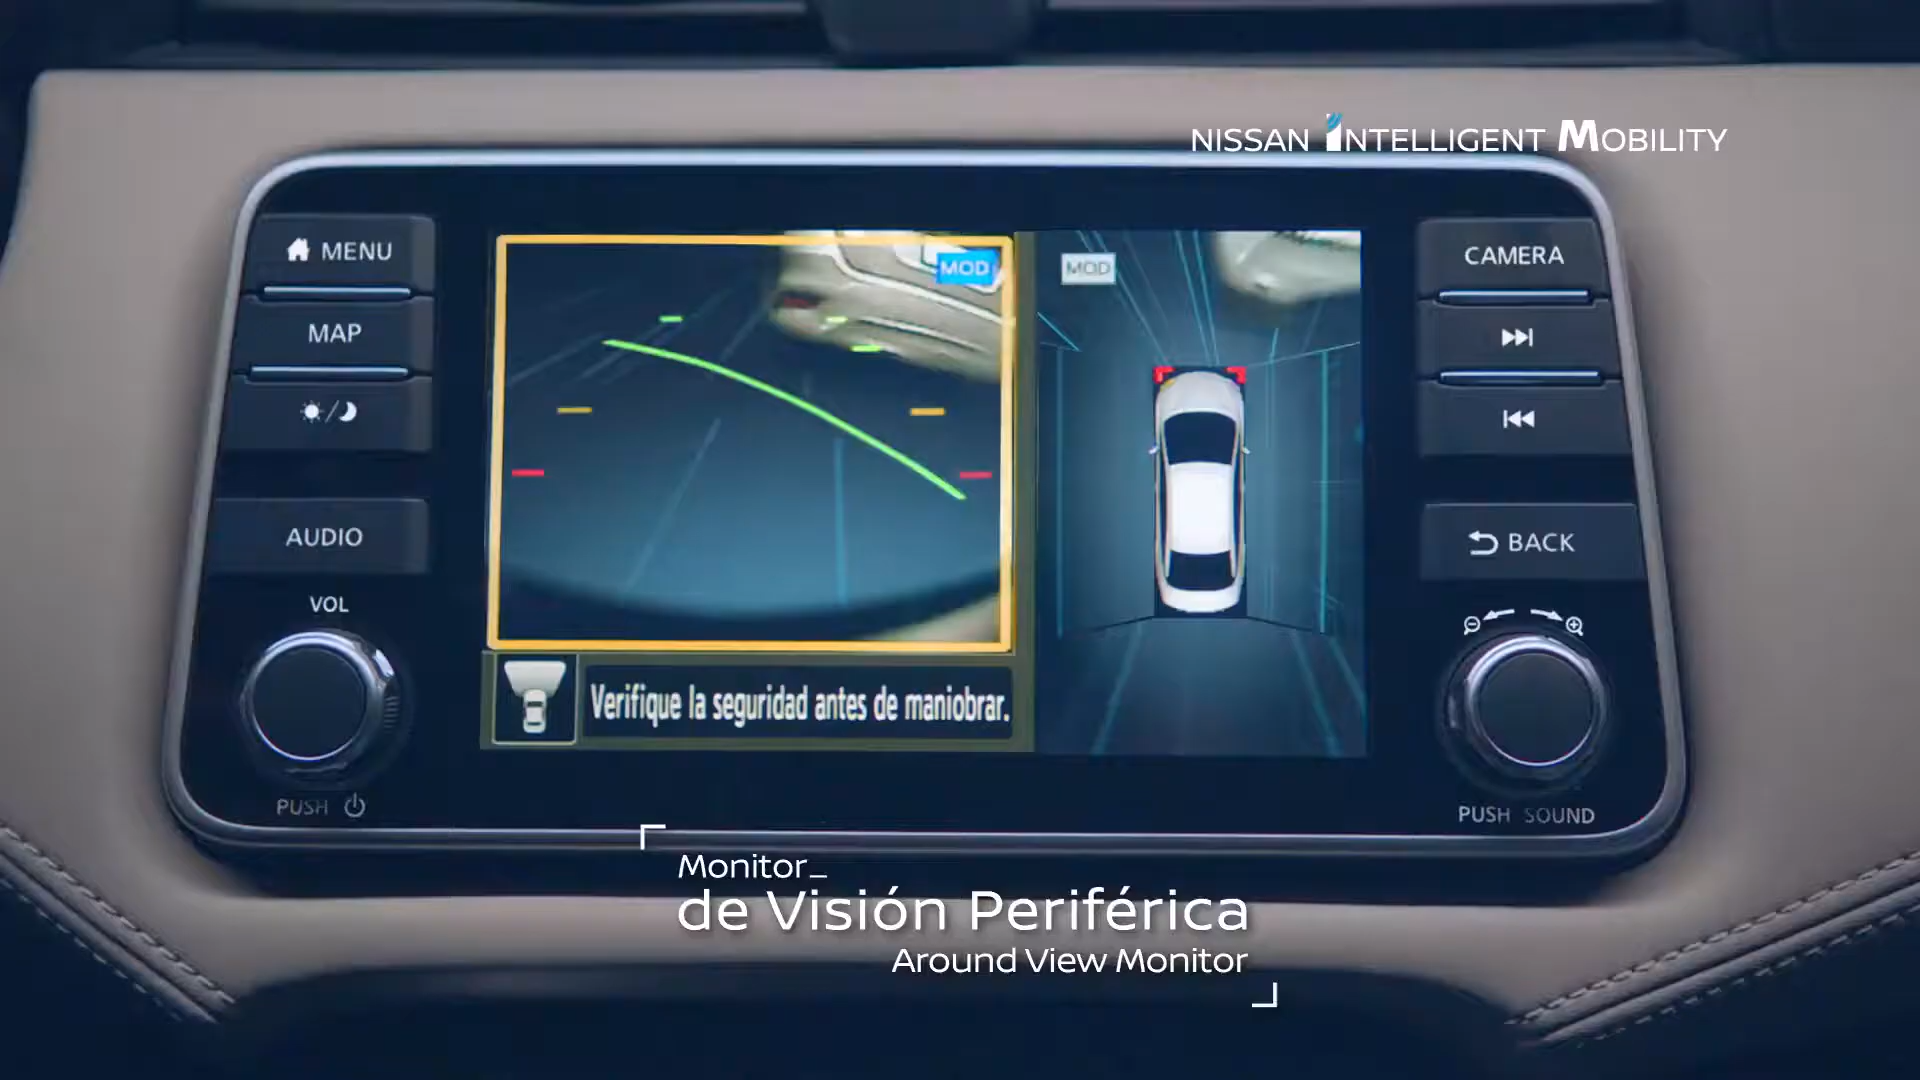 NISSAN INTELLIGENT MOBILITY
MENU
MAP
AUDIO
VOL
PUSH
MOD
MOD
Verifique la seguridad antes de maniobrar.
CAMERA
BACK
PUSH SOUND
Monitor_
de Visión Periférica
Around View Monitor